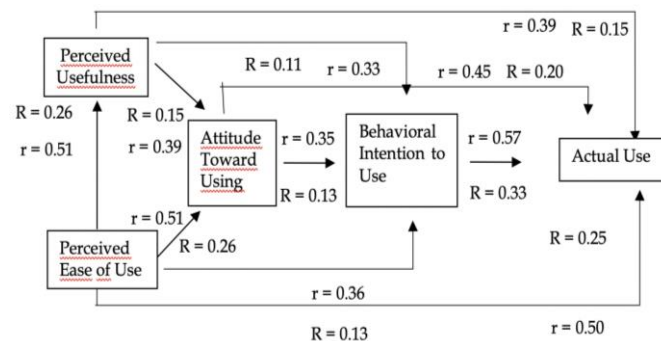 r = 0.39 R = 0.15
Perceived
Usefulness
R = 0.11 r = 0.33 r = 0.45 R = 0.20
R = 0.26 R = 0.15
r = 0.51 r = 0.39
Attitude
Toward
Using
r = 0.35
R = 0.13
Behavioral
Intention to
Use
r = 0.57
R = 0.33
Actual Use
r = 0.51
R = 0.26
Perceived
Ease of Use
R = 0.25
r = 0.36
R = 0.13 r = 0.50